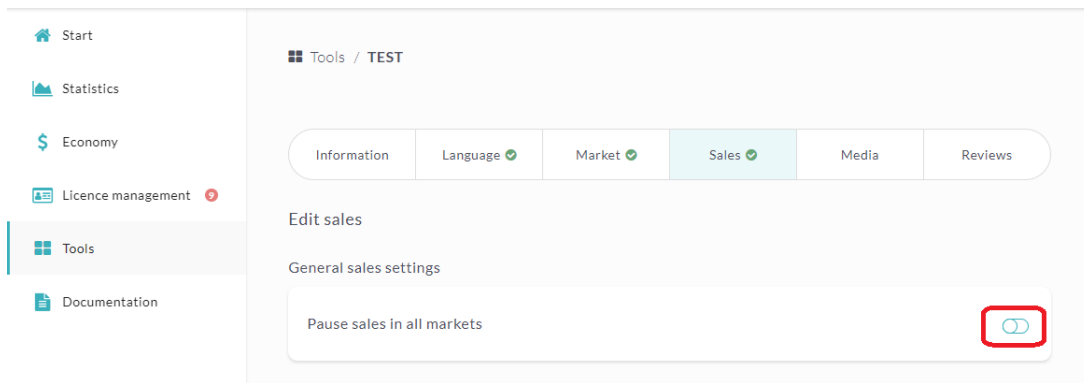 Start
Statistics
Economy
Licence management 9
Tools
Documentation
Tools / TEST
Information Language Market Sales Media Reviews
Edit sales
General sales settings
Pause sales in all markets